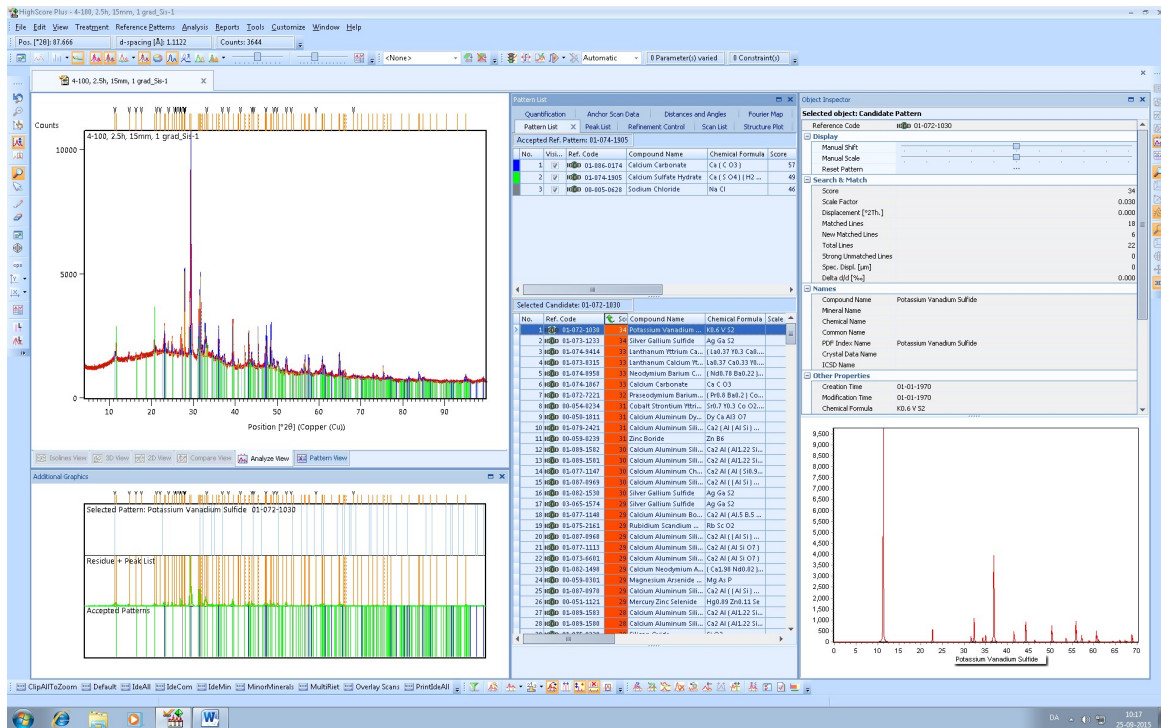 HighScore Plus - 4-100, 2.5h, 15mm, 1 grad_Sis-1
File Edit View Treatment Reference Patterns Analysis Reports Tools Customize Window Help
Pos. [°2θ]: 87.666 d-spacing [Å]: 1.1122 Counts: 3644
<None> Automatic 0 Parameter(s) varied 0 Constraint(s)
4-100, 2.5h, 15mm, 1 grad_Sis-1 X
Counts
4-100, 2.5h, 15mm, 1 grad_Sis-1
10000
5000
0
10 20 30 40 50 60 70 80 90
Position [°2θ] (Copper (Cu))
Isolines View 3D View 2D View Compare View Analyze View Pattern View
Additional Graphics
Selected Pattern: Potassium Vanadium Sulfide 01-072-1030
Residue + Peak List
Accepted Patterns
Pattern List
Quantification Anchor Scan Data Distances and Angles Fourier Map
Pattern List X Peak List Refinement Control Scan List Structure Plot
Accepted Ref. Pattern: 01-074-1905
No. Visi... Ref. Code Compound Name Chemical Formula Score
1 01-086-0174 Calcium Carbonate Ca ( C O3 ) 57
2 01-074-1905 Calcium Sulfate Hydrate Ca ( S O4 ) ( H2 ... 49
3 00-005-0628 Sodium Chloride Na Cl 46
Selected Candidate: 01-072-1030
No. Ref. Code So Compound Name Chemical Formula Scale
1 01-072-1030 34 Potassium Vanadium ... K0.6 V S2
2 01-073-1233 34 Silver Gallium Sulfide Ag Ga S2
3 01-074-9414 33 Lanthanum Yttrium Ca... ( La0.37 Y0.3 Ca0....
4 01-073-0315 33 Lanthanum Calcium Yt... La0.37 Ca0.33 Y0....
5 01-074-8958 33 Neodymium Barium C... ( Nd0.78 Ba0.22 )...
6 01-074-1867 33 Calcium Carbonate Ca C O3
7 01-072-7221 32 Praseodymium Barium... ( Pr0.8 Ba0.2 ) Co...
8 00-054-0234 31 Cobalt Strontium Yttri... Sr0.7 Y0.3 Co O2....
9 00-050-1811 31 Calcium Aluminum Dy... Dy Ca Al3 O7
10 01-079-2421 31 Calcium Aluminum Sili... Ca2 ( Al ( Al Si ) ...
11 00-059-0239 31 Zinc Boride Zn B6
12 01-089-1582 30 Calcium Aluminum Sili... Ca2 Al ( Al1.22 Si...
13 01-089-1581 30 Calcium Aluminum Sili... Ca2 Al ( Al1.22 Si...
14 01-077-1147 30 Calcium Aluminum Ch... Ca2 Al ( Al ( Si0.9...
15 01-087-0969 30 Calcium Aluminum Sili... Ca2 Al ( ( Al Si ) ...
16 01-082-1530 30 Silver Gallium Sulfide Ag Ga S2
17 03-065-1574 29 Silver Gallium Sulfide Ag Ga S2
18 01-077-1148 29 Calcium Aluminum Bo... Ca2 Al ( Al.5 B.5 ...
19 01-075-2161 29 Rubidium Scandium ... Rb Sc O2
20 01-087-0968 29 Calcium Aluminum Sili... Ca2 Al ( ( Al Si ) ...
21 01-077-1113 29 Calcium Aluminum Sili... Ca2 Al ( Al Si O7 )
22 01-073-6601 29 Calcium Aluminum Sili... Ca2 Al ( Al Si O7 )
23 01-082-1498 29 Calcium Neodymium A... ( Ca1.98 Nd0.02 )...
24 00-059-0301 29 Magnesium Arsenide ... Mg As P
25 01-087-0970 29 Calcium Aluminum Sili... Ca2 Al ( ( Al Si ) ...
26 00-051-1121 29 Mercury Zinc Selenide Hg0.89 Zn0.11 Se
27 01-089-1583 28 Calcium Aluminum Sili... Ca2 Al ( Al1.22 Si...
28 01-089-1580 28 Calcium Aluminum Sili... Ca2 Al ( Al1.22 Si...
Object Inspector
Selected object: Candidate Pattern
Reference Code 01-072-1030
Display
Manual Shift
Manual Scale
Reset Pattern ...
Search & Match
Score 34
Scale Factor 0.030
Displacement [°2Th.] 0.000
Matched Lines 18
New Matched Lines 6
Total Lines 22
Strong Unmatched Lines 0
Spec. Displ. [µm] 0
Delta d/d [‰] 0.000
Names
Compound Name Potassium Vanadium Sulfide
Mineral Name
Chemical Name
Common Name
PDF Index Name Potassium Vanadium Sulfide
Crystal Data Name
ICSD Name
Other Properties
Creation Time 01-01-1970
Modification Time 01-01-1970
Chemical Formula K0.6 V S2
9,500
9,000
8,500
8,000
7,500
7,000
6,500
6,000
5,500
5,000
4,500
4,000
3,500
3,000
2,500
2,000
1,500
1,000
500
0
0 5 10 15 20 25 30 35 40 45 50 55 60 65 70
Potassium Vanadium Sulfide
ClipAllToZoom Default IdeAll IdeCom IdeMin MinorMinerals MultiRiet Overlay Scans PrintIdeAll
DA 10:17
25-09-2015